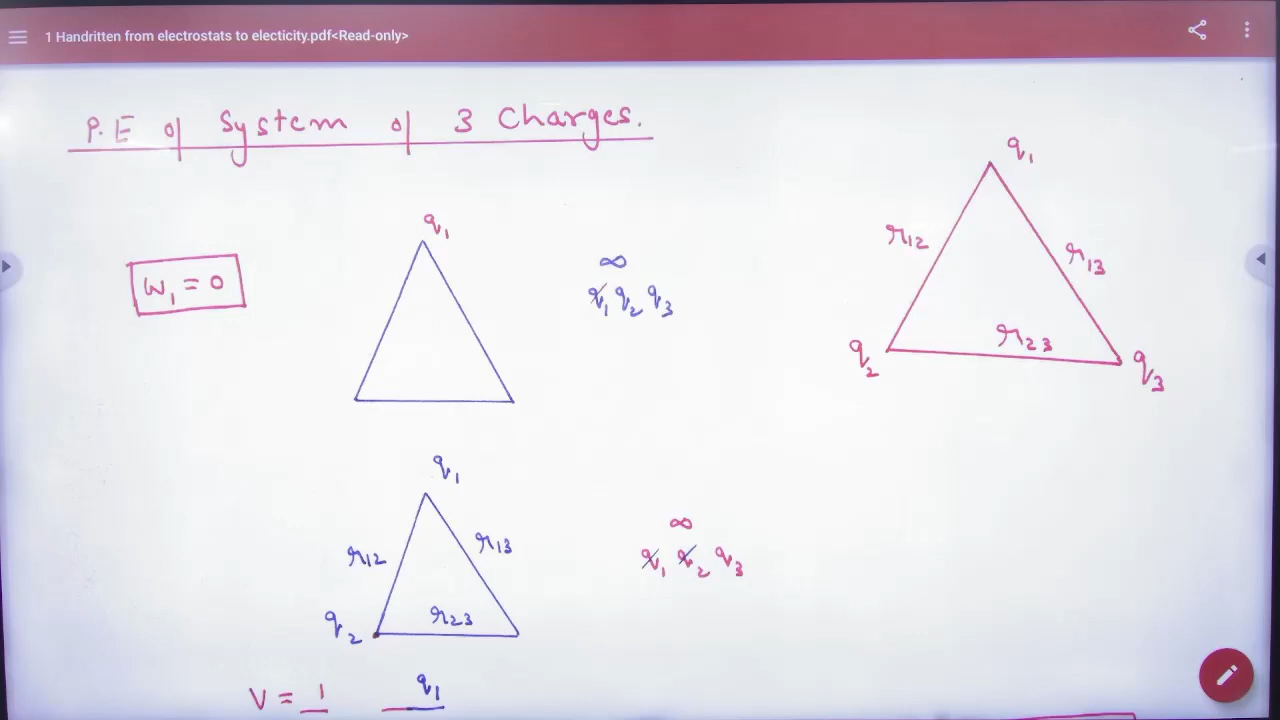 1 Handritten from electrostats to electicity.pdf<Read-only>
P.E of System of 3 Charges.
q1
r12
r13
r23
q2
q3
q1
W1 = 0
∞
q1 q2 q3
q1
r12
r13
r23
q2
∞
q1 q2 q3
V = 1 q1